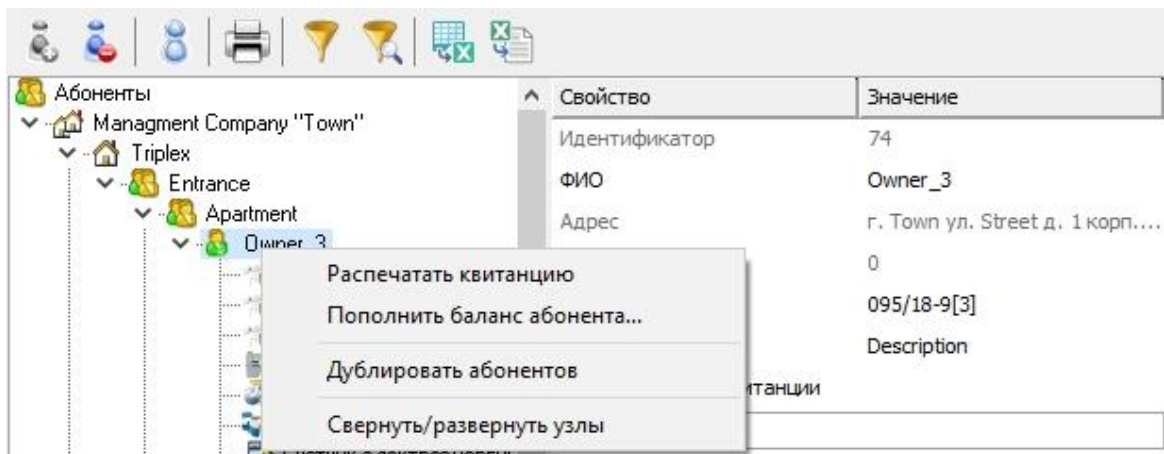 Абоненты
Managment Company "Town"
Triplex
Entrance
Apartment
Owner_3
Распечатать квитанцию
Пополнить баланс абонента...
Дублировать абонентов
Свернуть/развернуть узлы
Свойство Значение
Идентификатор 74
ФИО Owner_3
Адрес г. Town ул. Street д. 1 корп....
0
095/18-9[3]
Description